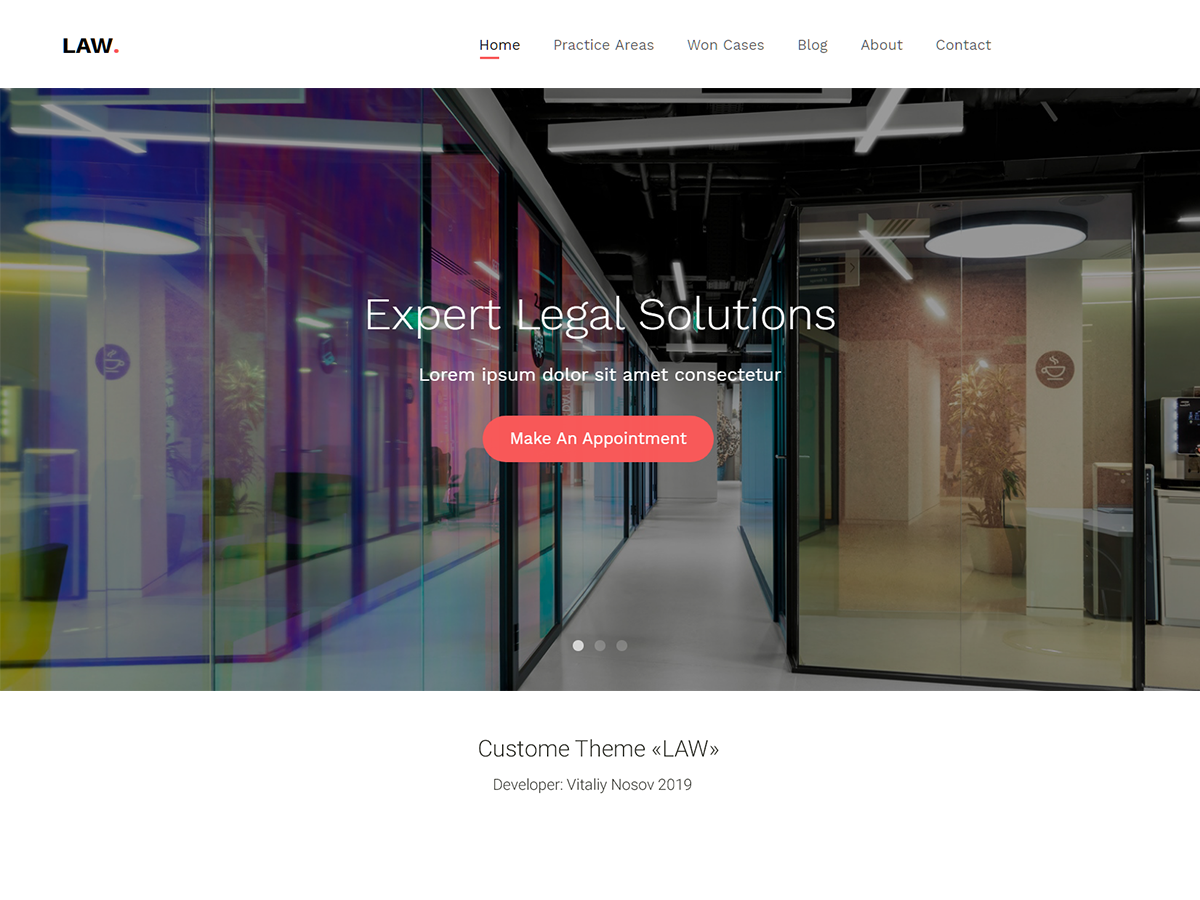 LAW.
Home Practice Areas Won Cases Blog About Contact
Expert Legal Solutions
Lorem ipsum dolor sit amet consectetur
Make An Appointment
Custome Theme «LAW»
Developer: Vitaliy Nosov 2019